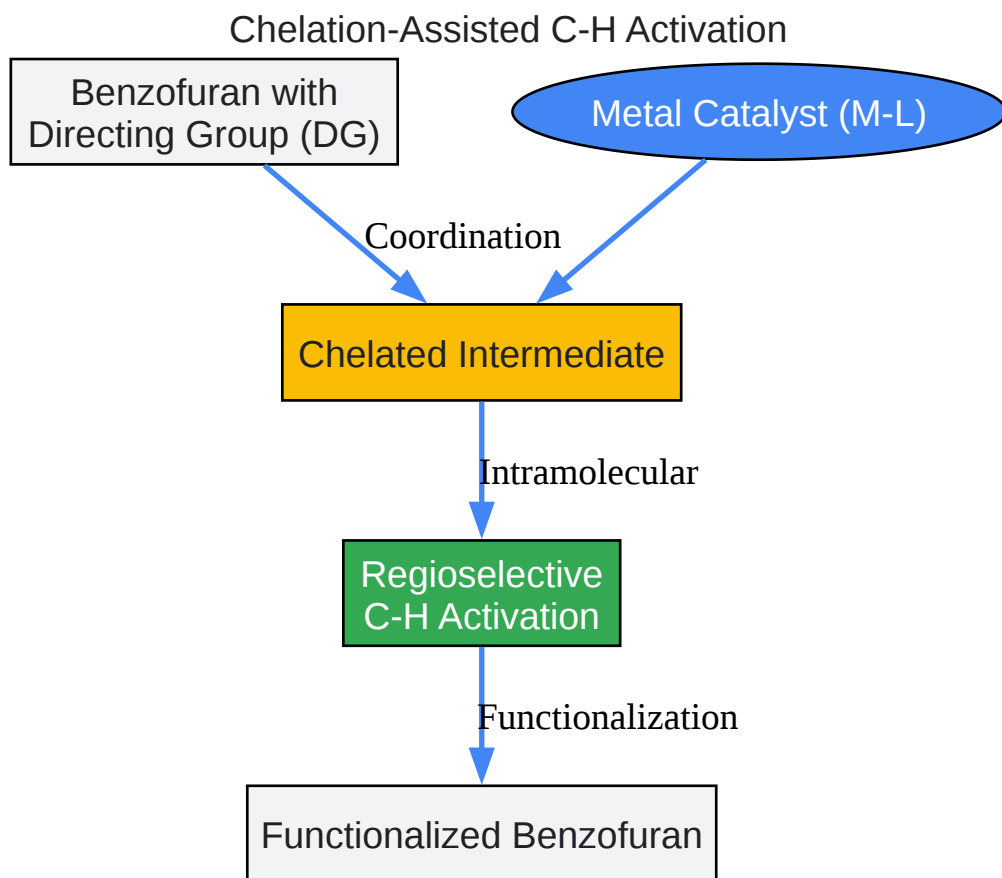 Chelation-Assisted C-H Activation
Benzofuran with
Directing Group (DG)
Metal Catalyst (M-L)
Coordination
Chelated Intermediate
Intramolecular
Regioselective
C-H Activation
Functionalization
Functionalized Benzofuran